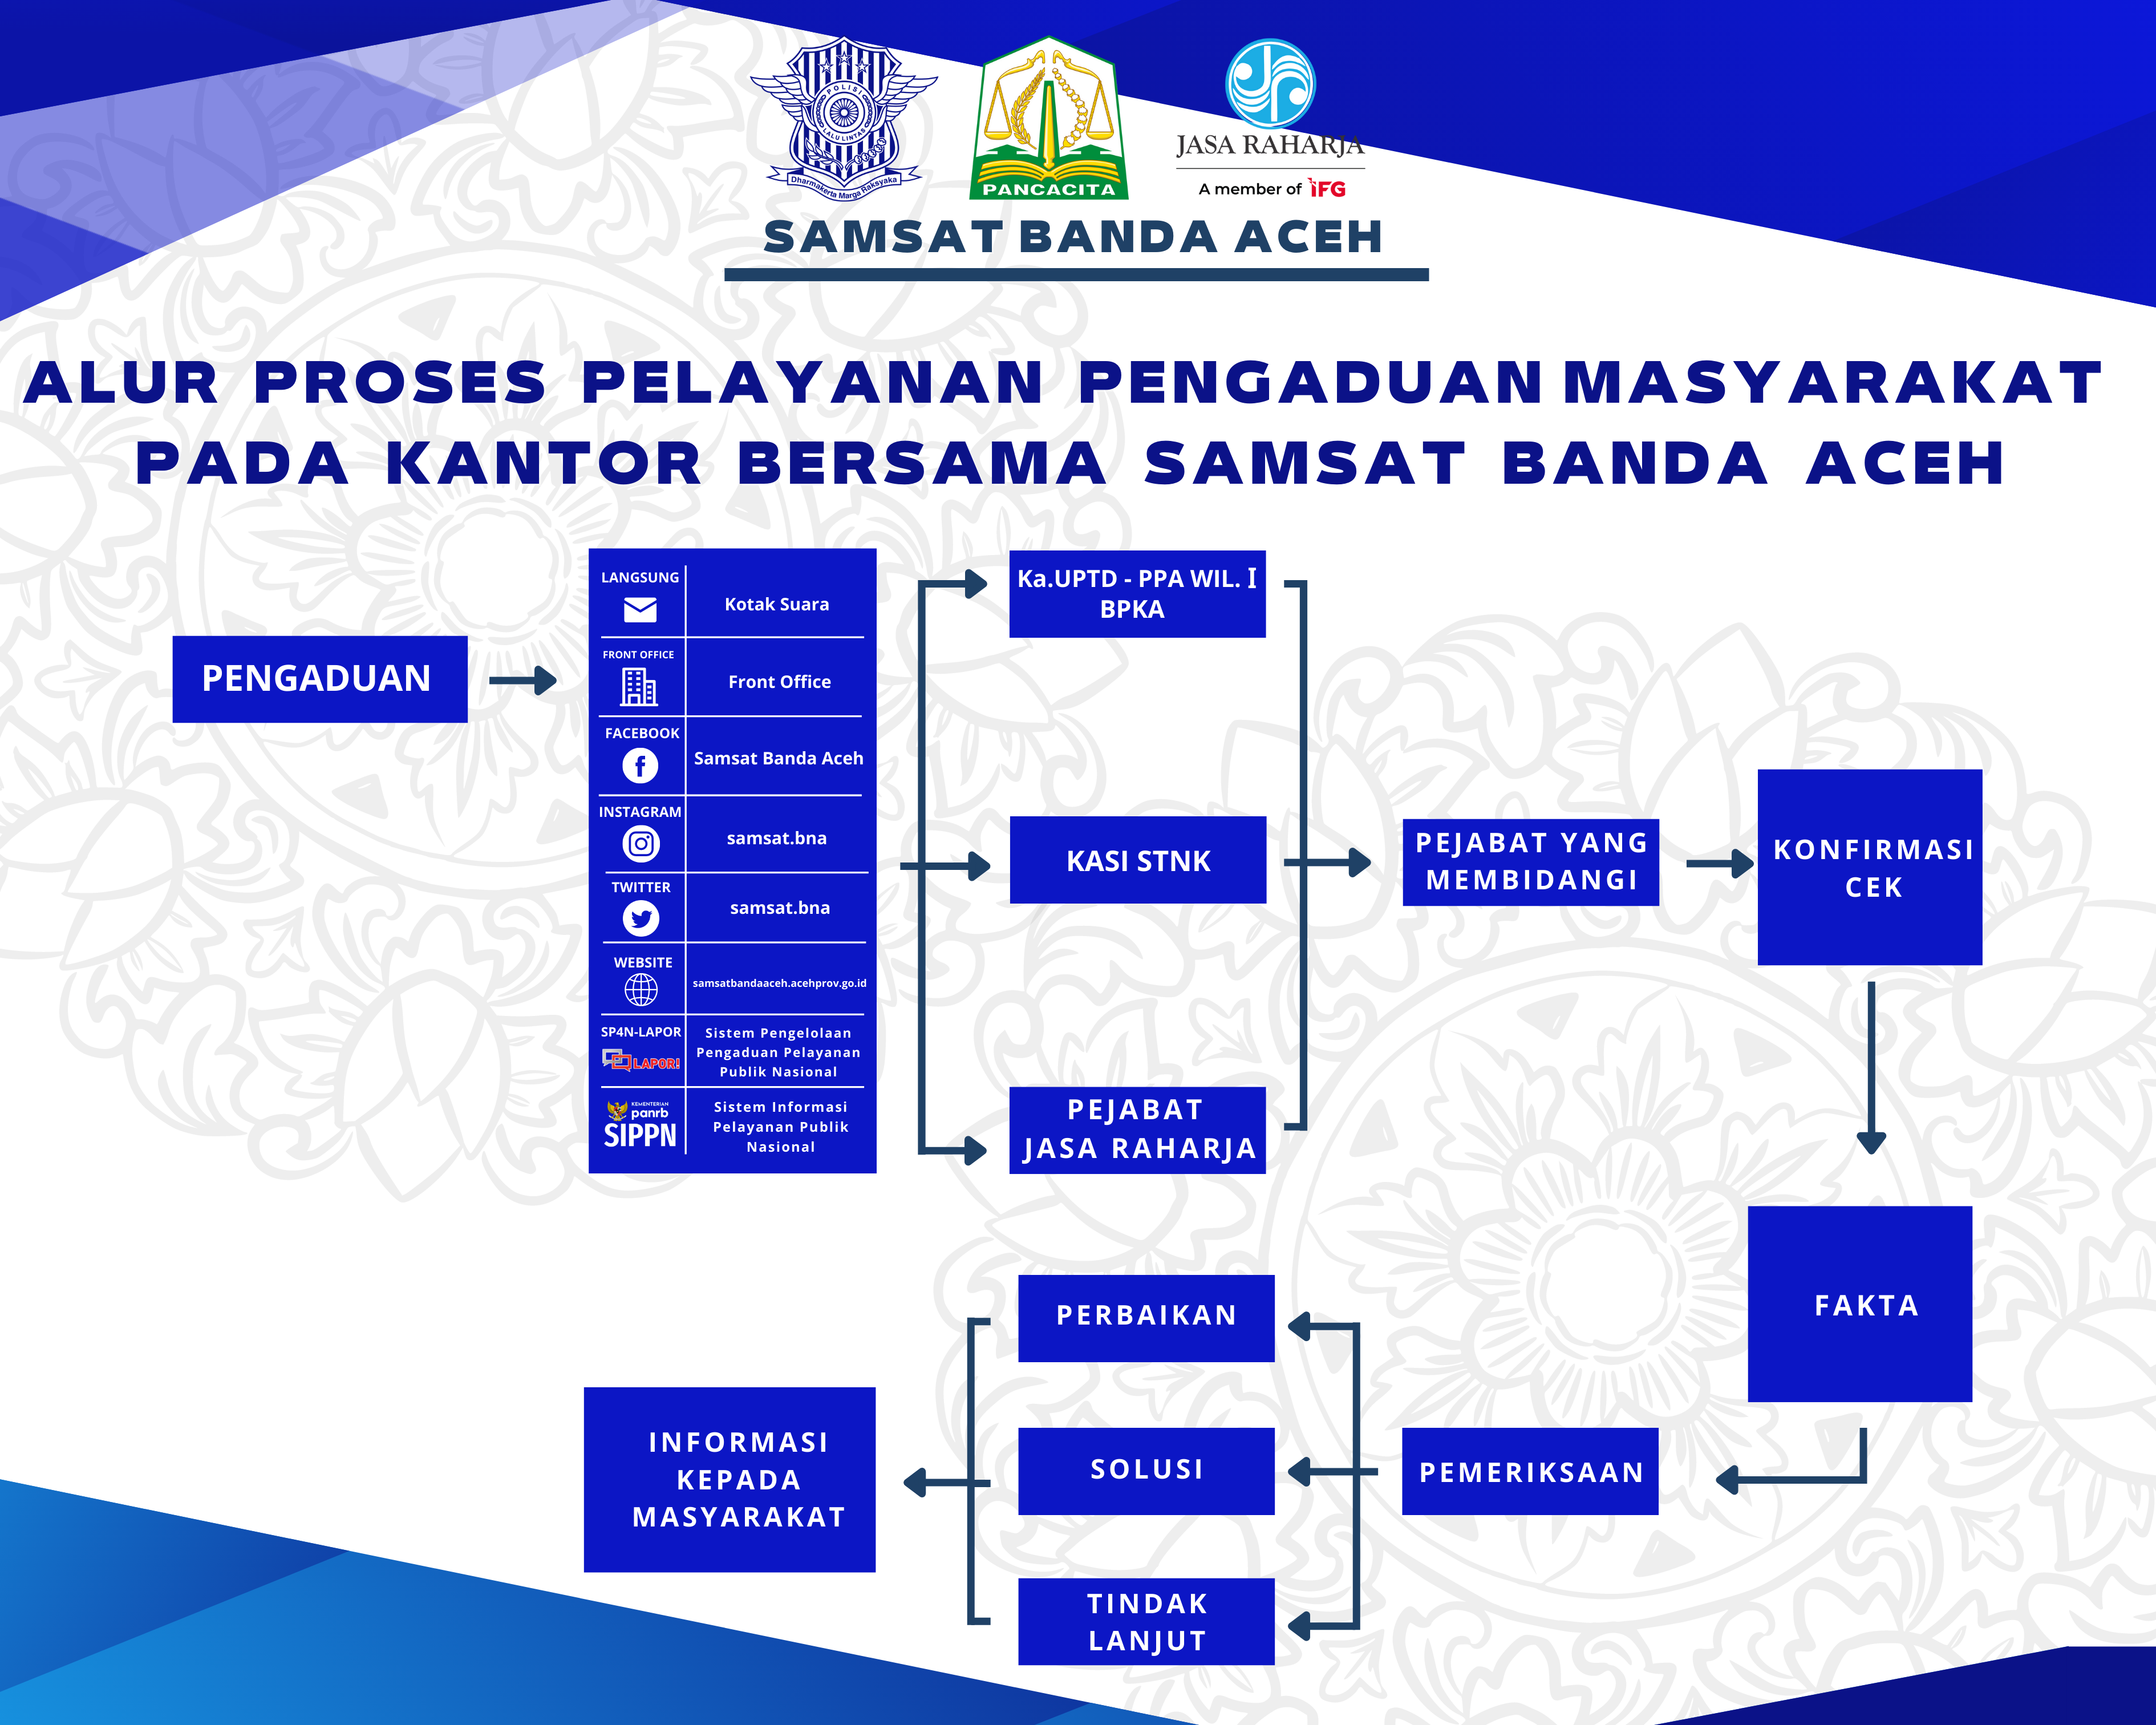 POLISI
LALU LINTAS
Dharmakerta Marga Raksyaka
PANCACITA
JASA RAHARJA
A member of IFG
SAMSAT BANDA ACEH
ALUR PROSES PELAYANAN PENGADUAN MASYARAKAT
PADA KANTOR BERSAMA SAMSAT BANDA ACEH
PENGADUAN
LANGSUNG
Kotak Suara
FRONT OFFICE
Front Office
FACEBOOK
Samsat Banda Aceh
INSTAGRAM
samsat.bna
TWITTER
samsat.bna
WEBSITE
samsatbandaaceh.acehprov.go.id
SP4N-LAPOR
LAPOR!
Sistem Pengelolaan
Pengaduan Pelayanan
Publik Nasional
KEMENTERIAN
panrb
SIPPN
Sistem Informasi
Pelayanan Publik
Nasional
Ka.UPTD - PPA WIL. I
BPKA
KASI STNK
PEJABAT
JASA RAHARJA
PEJABAT YANG
MEMBIDANGI
KONFIRMASI
CEK
FAKTA
PEMERIKSAAN
PERBAIKAN
SOLUSI
TINDAK
LANJUT
INFORMASI
KEPADA
MASYARAKAT